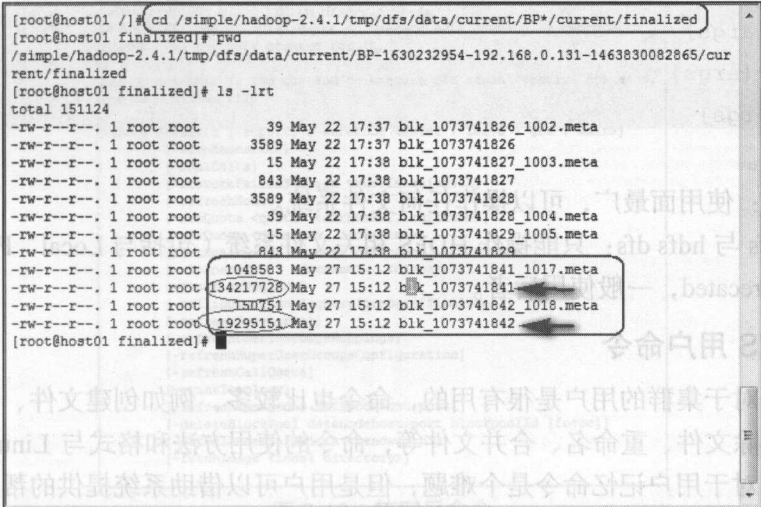 [root@host01 /]# cd /simple/hadoop-2.4.1/tmp/dfs/data/current/BP*/current/finalized
[root@host01 finalized]# pwd
/simple/hadoop-2.4.1/tmp/dfs/data/current/BP-1630232954-192.168.0.131-1463830082865/cur
rent/finalized
[root@host01 finalized]# ls -lrt
total 151124
-rw-r--r--. 1 root root 39 May 22 17:37 blk_1073741826_1002.meta
-rw-r--r--. 1 root root 3589 May 22 17:37 blk_1073741826
-rw-r--r--. 1 root root 15 May 22 17:38 blk_1073741827_1003.meta
-rw-r--r--. 1 root root 843 May 22 17:38 blk_1073741827
-rw-r--r--. 1 root root 3589 May 22 17:38 blk_1073741828
-rw-r--r--. 1 root root 39 May 22 17:38 blk_1073741828_1004.meta
-rw-r--r--. 1 root root 15 May 22 17:38 blk_1073741829_1005.meta
-rw-r--r--. 1 root root 843 May 22 17:38 blk_1073741829
-rw-r--r--. 1 root root 1048583 May 27 15:12 blk_1073741841_1017.meta
-rw-r--r--. 1 root root 134217728 May 27 15:12 blk_1073741841
-rw-r--r--. 1 root root 150751 May 27 15:12 blk_1073741842_1018.meta
-rw-r--r--. 1 root root 19295151 May 27 15:12 blk_1073741842
[root@host01 finalized]#